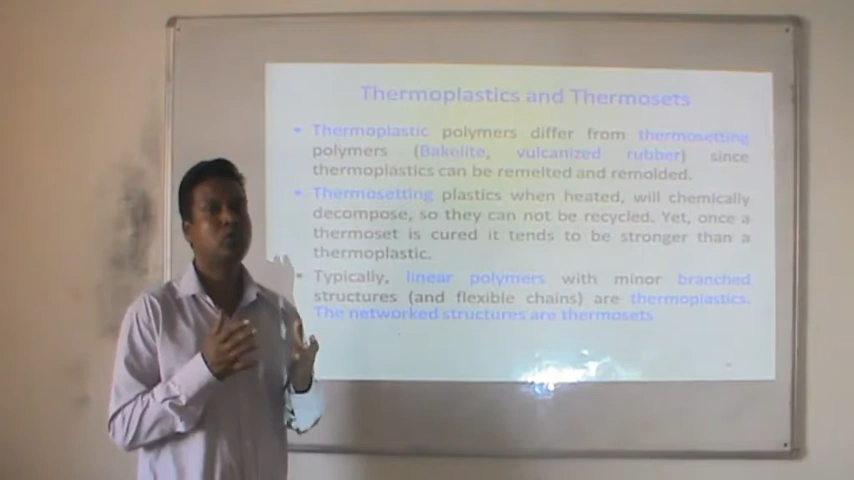 Thermoplastics and Thermosets
• Thermoplastic polymers differ from thermosetting
polymers (Bakelite, vulcanized rubber) since
thermoplastics can be remelted and remolded.
• Thermosetting plastics when heated, will chemically
decompose, so they can not be recycled. Yet, once a
thermoset is cured it tends to be stronger than a
thermoplastic.
• Typically, linear polymers with minor branched
structures (and flexible chains) are thermoplastics.
The networked structures are thermosets